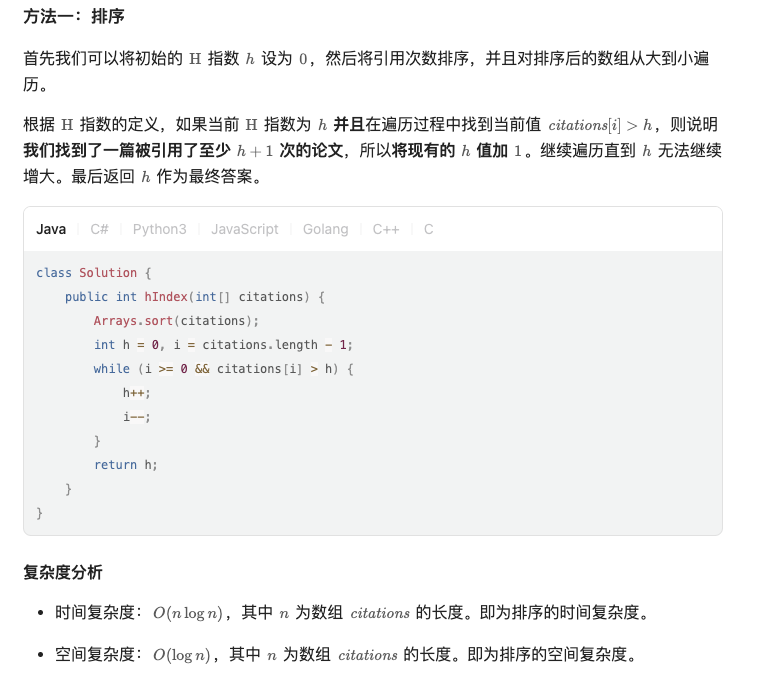 方法一：排序
首先我们可以将初始的 H 指数 h 设为 0，然后将引用次数排序，并且对排序后的数组从大到小遍
历。
根据 H 指数的定义，如果当前 H 指数为 h 并且在遍历过程中找到当前值 citations[i] > h，则说明
我们找到了一篇被引用了至少 h + 1 次的论文，所以将现有的 h 值加 1。继续遍历直到 h 无法继续
增大。最后返回 h 作为最终答案。
Java C# Python3 JavaScript Golang C++ C
class Solution {
    public int hIndex(int[] citations) {
        Arrays.sort(citations);
        int h = 0, i = citations.length - 1;
        while (i >= 0 && citations[i] > h) {
            h++;
            i--;
        }
        return h;
    }
}
复杂度分析
• 时间复杂度：O(n log n)，其中 n 为数组 citations 的长度。即为排序的时间复杂度。
• 空间复杂度：O(log n)，其中 n 为数组 citations 的长度。即为排序的空间复杂度。